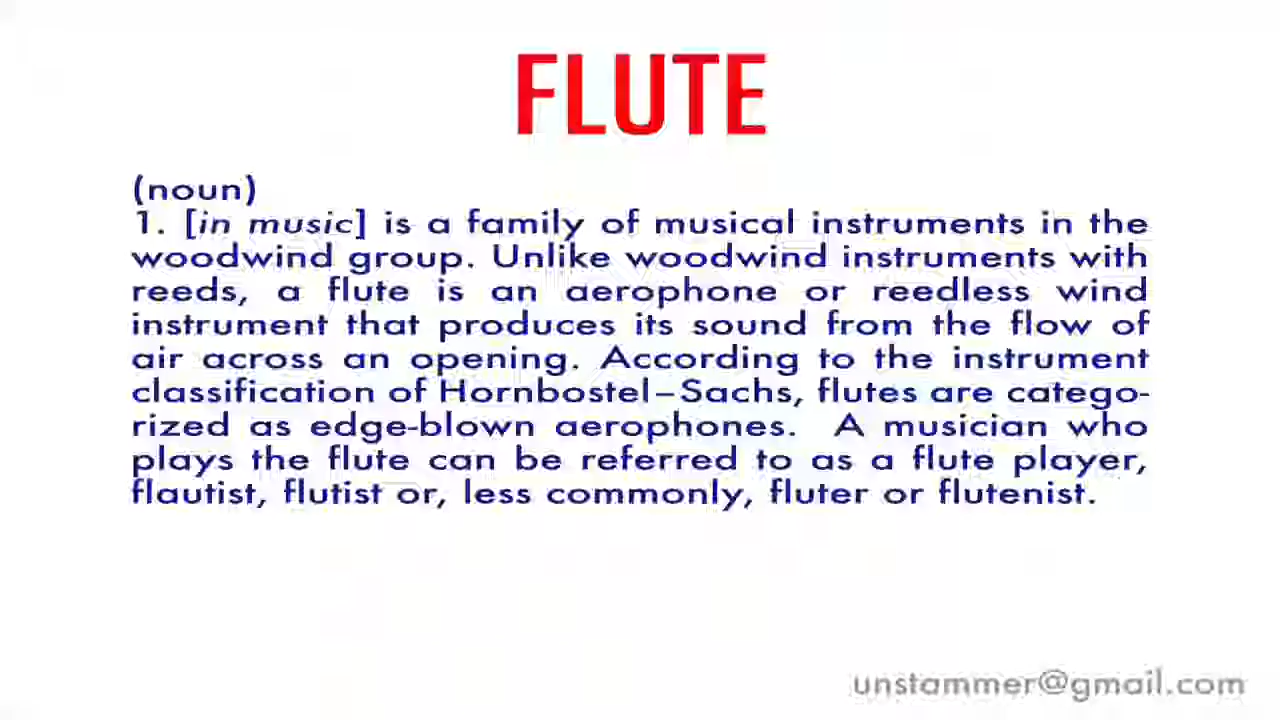 FLUTE
(noun)
1. [in music] is a family of musical instruments in the
woodwind group. Unlike woodwind instruments with
reeds, a flute is an aerophone or reedless wind
instrument that produces its sound from the flow of
air across an opening. According to the instrument
classification of Hornbostel–Sachs, flutes are catego-
rized as edge-blown aerophones. A musician who
plays the flute can be referred to as a flute player,
flautist, flutist or, less commonly, fluter or flutenist.
unstammer@gmail.com